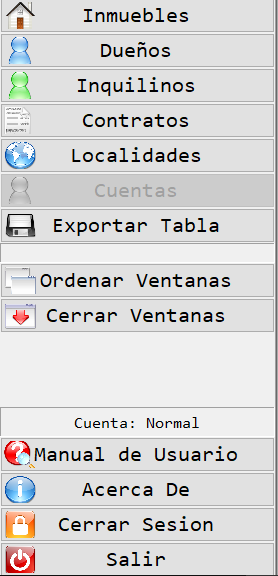 Inmuebles
Dueños
Inquilinos
Contratos
Localidades
Cuentas
Exportar Tabla
Ordenar Ventanas
Cerrar Ventanas
Cuenta: Normal
Manual de Usuario
Acerca De
Cerrar Sesion
Salir